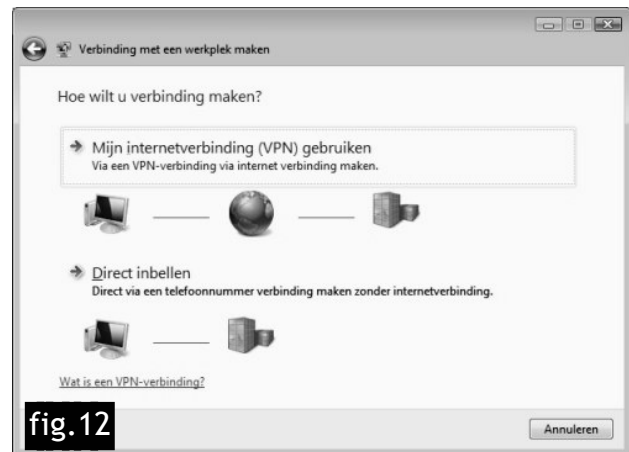 Verbinding met een werkplek maken
Hoe wilt u verbinding maken?
Mijn internetverbinding (VPN) gebruiken
Via een VPN-verbinding via internet verbinding maken.
Direct inbellen
Direct via een telefoonnummer verbinding maken zonder internetverbinding.
Wat is een VPN-verbinding?
fig.12
Annuleren